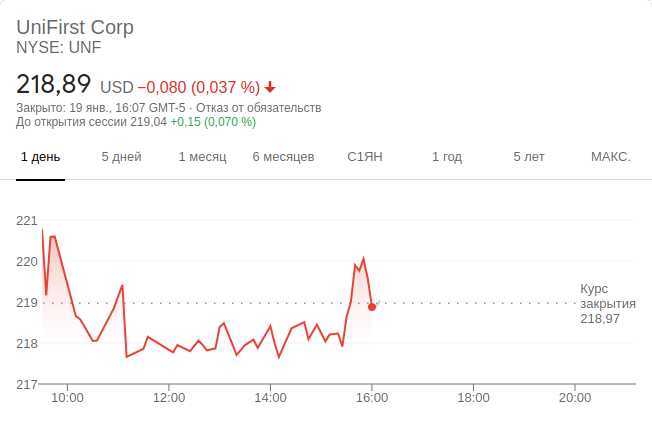 UniFirst Corp
NYSE: UNF
218,89 USD −0,080 (0,037 %)
Закрыто: 19 янв., 16:07 GMT-5 · Отказ от обязательств
До открытия сессии 219,04 +0,15 (0,070 %)
1 день 5 дней 1 месяц 6 месяцев С1ЯН 1 год 5 лет МАКС.
221
220
219
218
217
Курс
закрытия
218,97
10:00 12:00 14:00 16:00 18:00 20:00